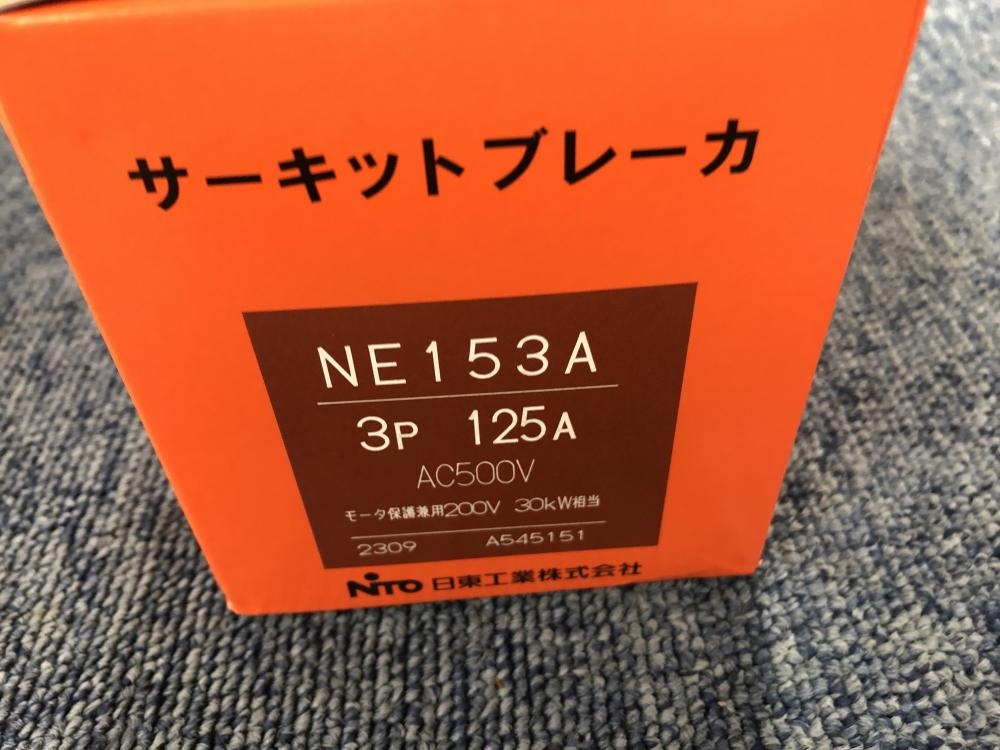 サーキットブレーカ
NE153A
3P 125A
AC500V
モータ保護兼用200V 30kW相当
2309 A545151
NITO 日東工業株式会社